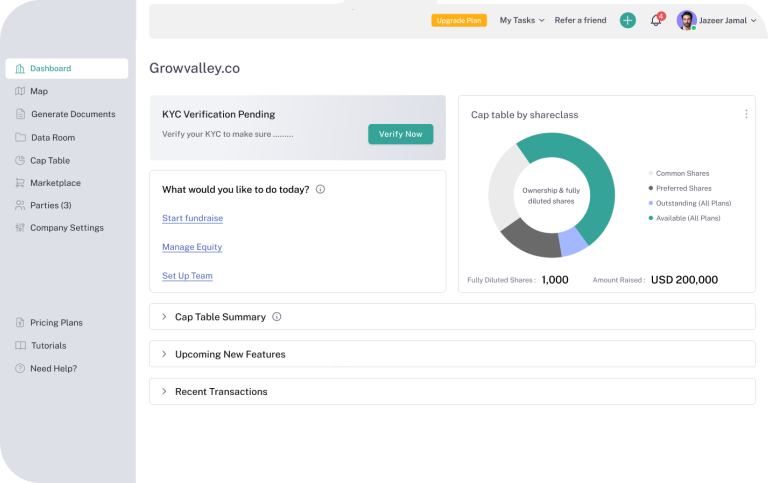 Upgrade Plan
My Tasks
Refer a friend
4
Jazeer Jamal
Dashboard
Map
Generate Documents
Data Room
Cap Table
Marketplace
Parties (3)
Company Settings
Pricing Plans
Tutorials
Need Help?
Growvalley.co
KYC Verification Pending
Verify your KYC to make sure .........
Verify Now
What would you like to do today?
Start fundraise
Manage Equity
Set Up Team
Cap table by shareclass
Ownership & fully
diluted shares
Common Shares
Preferred Shares
Outstanding (All Plans)
Available (All Plans)
Fully Diluted Shares : 1,000
Amount Raised : USD 200,000
Cap Table Summary
Upcoming New Features
Recent Transactions